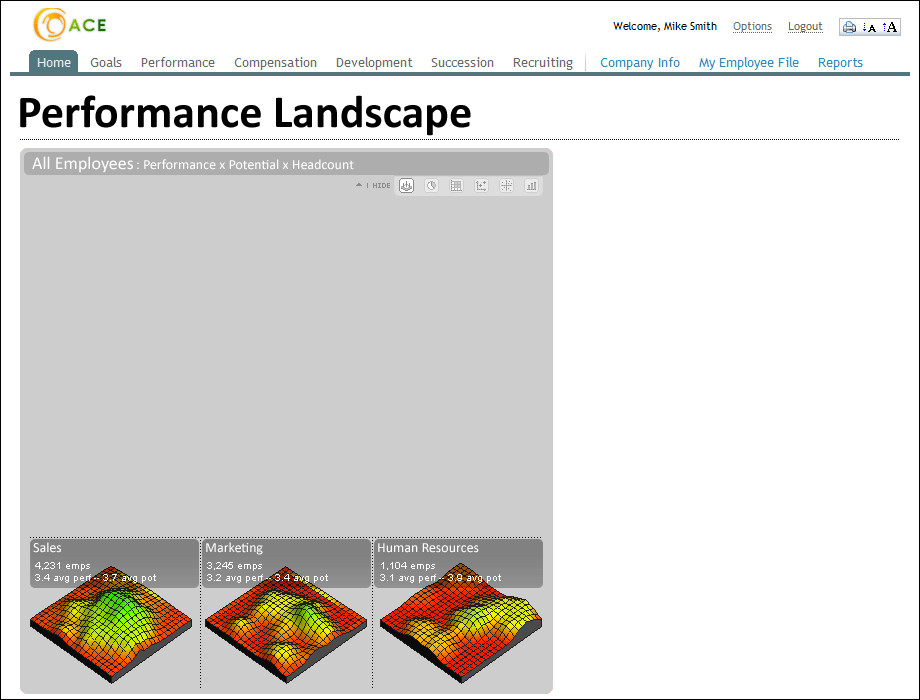 ACE
Welcome, Mike Smith Options Logout A A
Home Goals Performance Compensation Development Succession Recruiting Company Info My Employee File Reports
Performance Landscape
All Employees : Performance x Potential x Headcount
HIDE
Sales
4,231 emps
3.4 avg perf -- 3.7 avg pot
Marketing
3,245 emps
3.2 avg perf -- 3.4 avg pot
Human Resources
1,104 emps
3.1 avg perf -- 3.9 avg pot